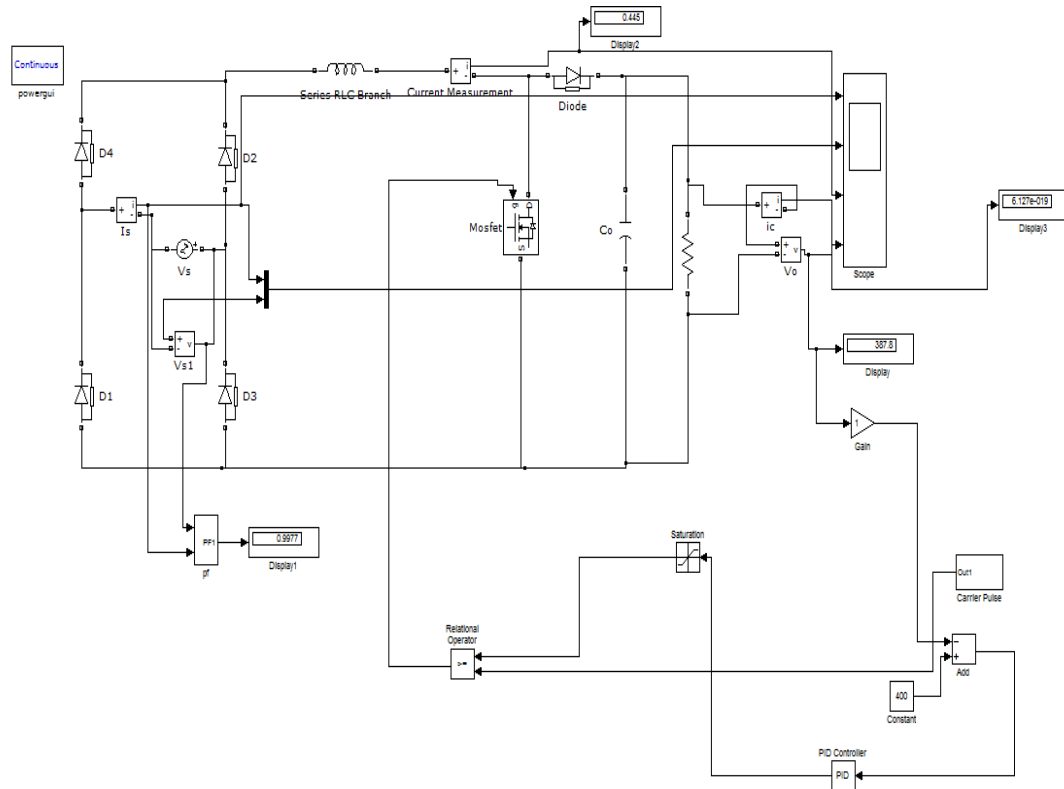 0.445
Display2
Continuous
powergui
i
+
-
Series RLC Branch
Current Measurement
Diode
D4
D2
+
i
-
Is
g
D
S
Mosfet
Co
+
i
-
ic
6.127e-019
Display3
+
Vs
+
-
v
Vo
Scope
+
-
v
Vs1
387.8
Display
D1
D3
1
Gain
PF1
pf
0.9977
Display1
Saturation
Out1
Carrier Pulse
Relational
Operator
>=
−
+
Add
400
Constant
PID Controller
PID